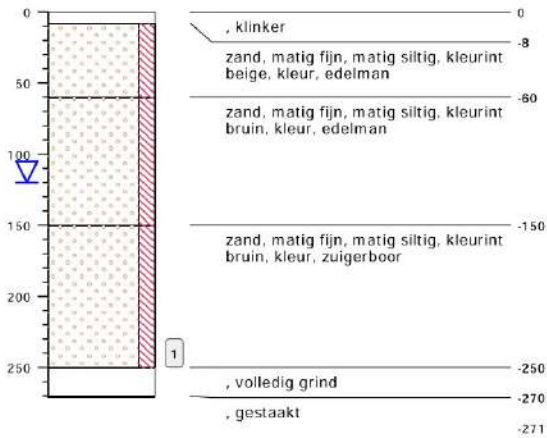 0
, klinker
0
-8
zand, matig fijn, matig siltig, kleurint
beige, kleur, edelman
50
-60
zand, matig fijn, matig siltig, kleurint
bruin, kleur, edelman
100
150
-150
zand, matig fijn, matig siltig, kleurint
bruin, kleur, zuigerboor
200
1
250
-250
, volledig grind
-270
, gestaakt
-271